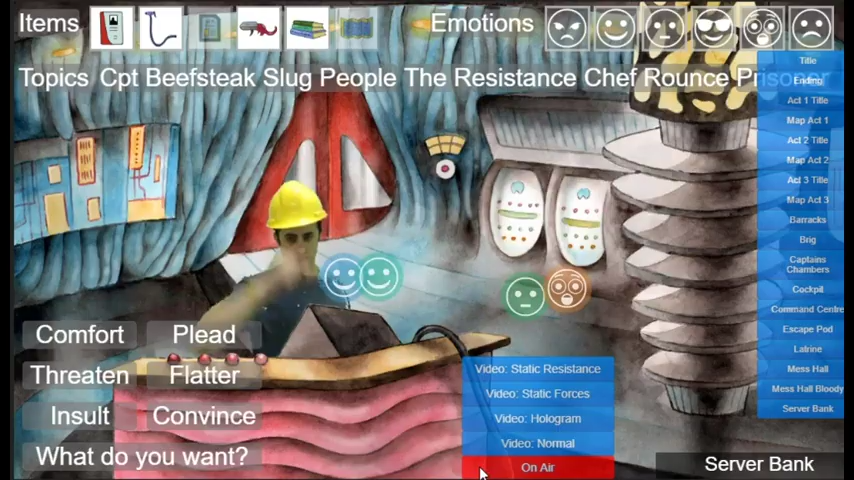 Items
Emotions
Topics Cpt Beefsteak Slug People The Resistance Chef Rounce Prisoner
Title
Ending
Act 1 Title
Map Act 1
Act 2 Title
Map Act 2
Act 3 Title
Map Act 3
Barracks
Brig
Captains
Chambers
Cockpit
Command Centre
Escape Pod
Latrine
Mess Hall
Mess Hall Bloody
Server Bank
Comfort
Plead
Threaten
Flatter
Insult
Convince
What do you want?
Video: Static Resistance
Video: Static Forces
Video: Hologram
Video: Normal
On Air
Server Bank